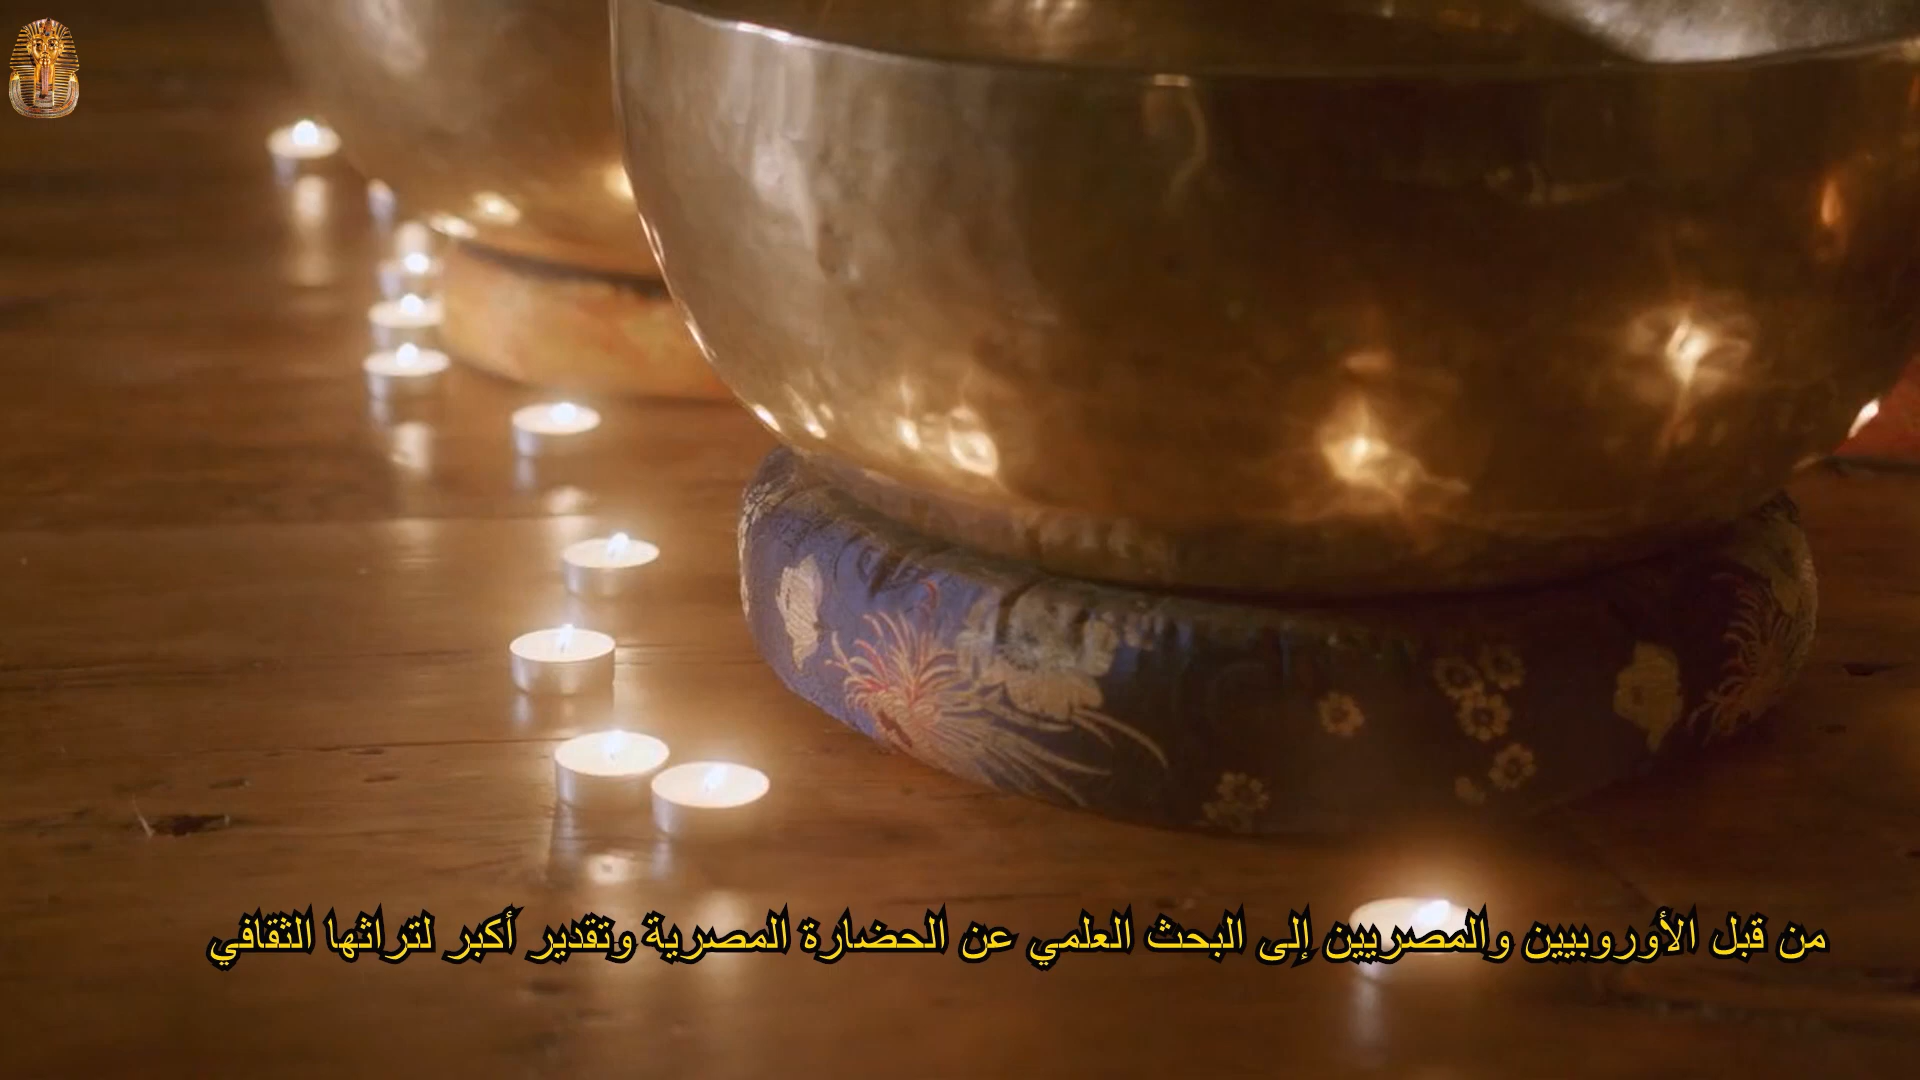 من قبل الأوروبيين والمصريين إلى البحث العلمي عن الحضارة المصرية وتقدير أكبر لتراثها الثقافي